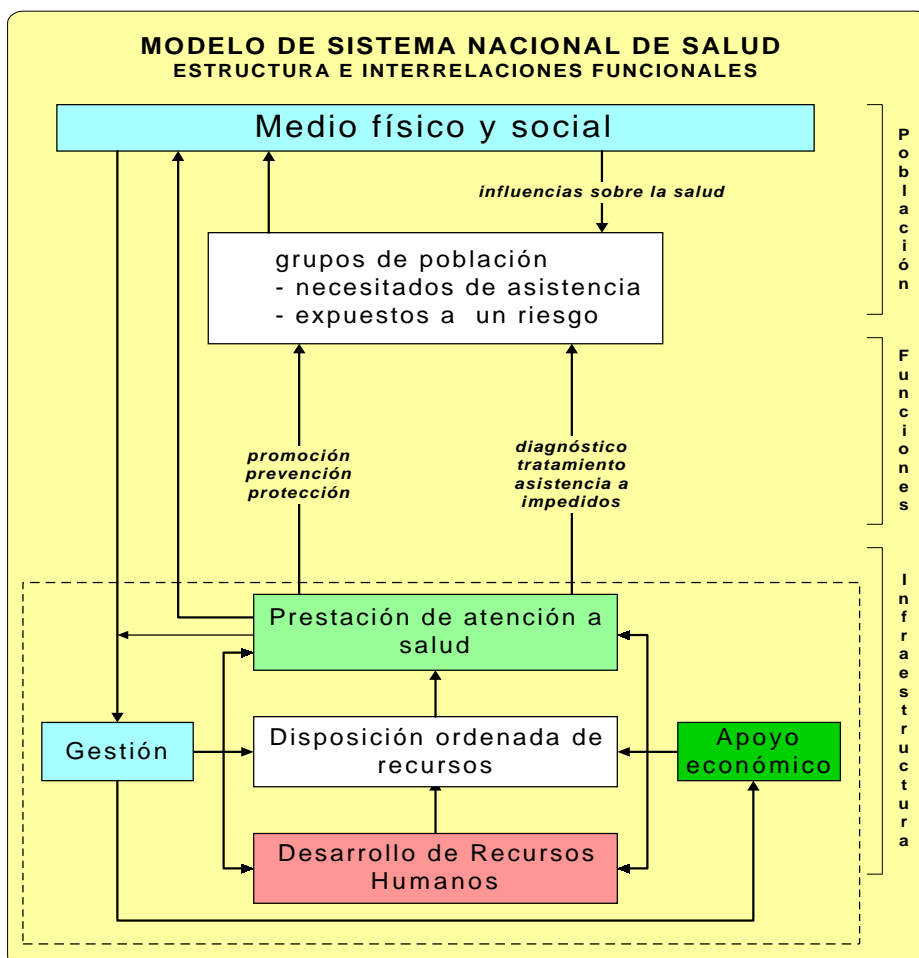 MODELO DE SISTEMA NACIONAL DE SALUD
ESTRUCTURA E INTERRELACIONES FUNCIONALES
Medio físico y social
influencias sobre la salud
grupos de población
- necesitados de asistencia
- expuestos a un riesgo
Población
promoción
prevención
protección
diagnóstico
tratamiento
asistencia a
impedidos
Funciones
Prestación de atención a
salud
Gestión
Disposición ordenada de
recursos
Apoyo
económico
Desarrollo de Recursos
Humanos
Infraestructura